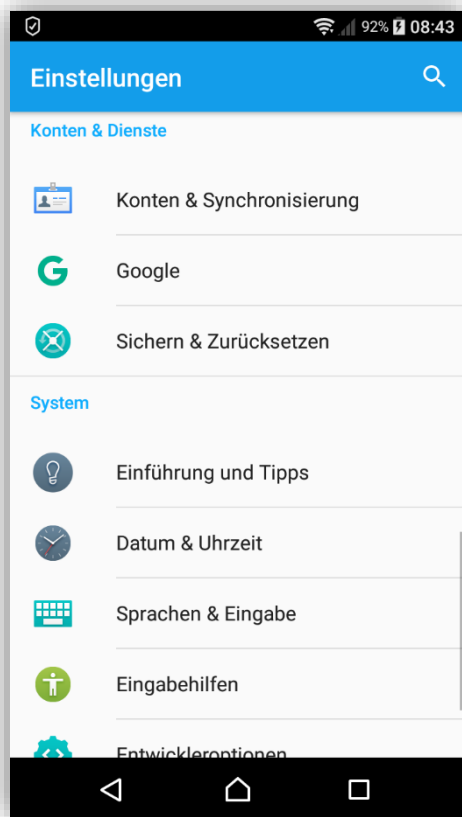 92% 08:43
Einstellungen
Konten & Dienste
Konten & Synchronisierung
Google
Sichern & Zurücksetzen
System
Einführung und Tipps
Datum & Uhrzeit
Sprachen & Eingabe
Eingabehilfen
Entwickleroptionen